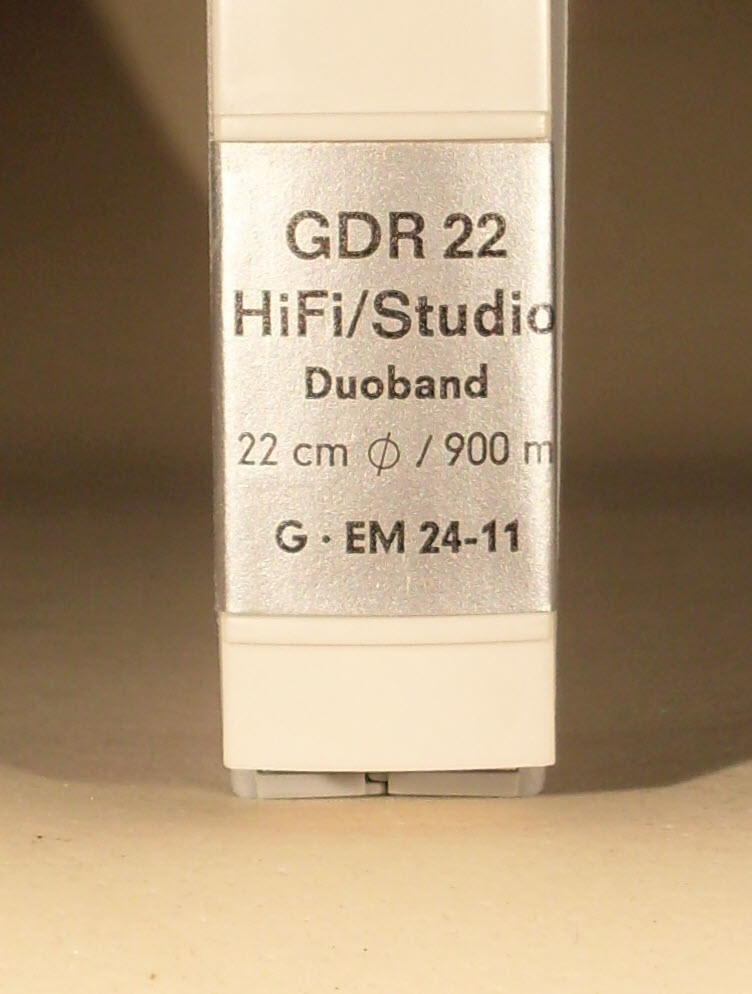 GDR 22
HiFi/Studio
Duoband
22 cm ∅ / 900 m
G · EM 24-11